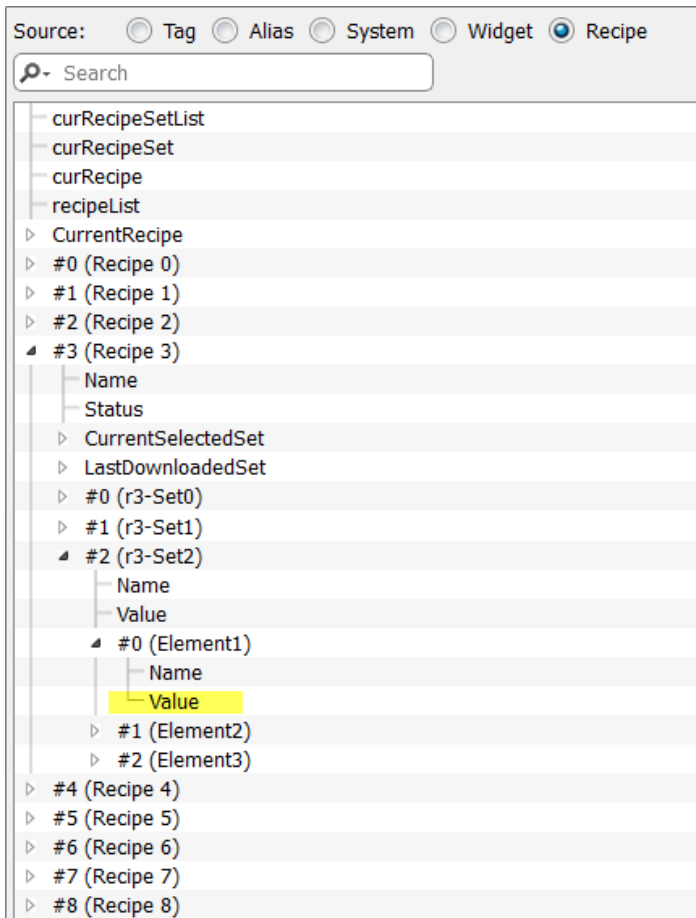 Source: Tag Alias System Widget Recipe
Search
curRecipeSetList
curRecipeSet
curRecipe
recipeList
CurrentRecipe
#0 (Recipe 0)
#1 (Recipe 1)
#2 (Recipe 2)
#3 (Recipe 3)
Name
Status
CurrentSelectedSet
LastDownloadedSet
#0 (r3-Set0)
#1 (r3-Set1)
#2 (r3-Set2)
Name
Value
#0 (Element1)
Name
Value
#1 (Element2)
#2 (Element3)
#4 (Recipe 4)
#5 (Recipe 5)
#6 (Recipe 6)
#7 (Recipe 7)
#8 (Recipe 8)